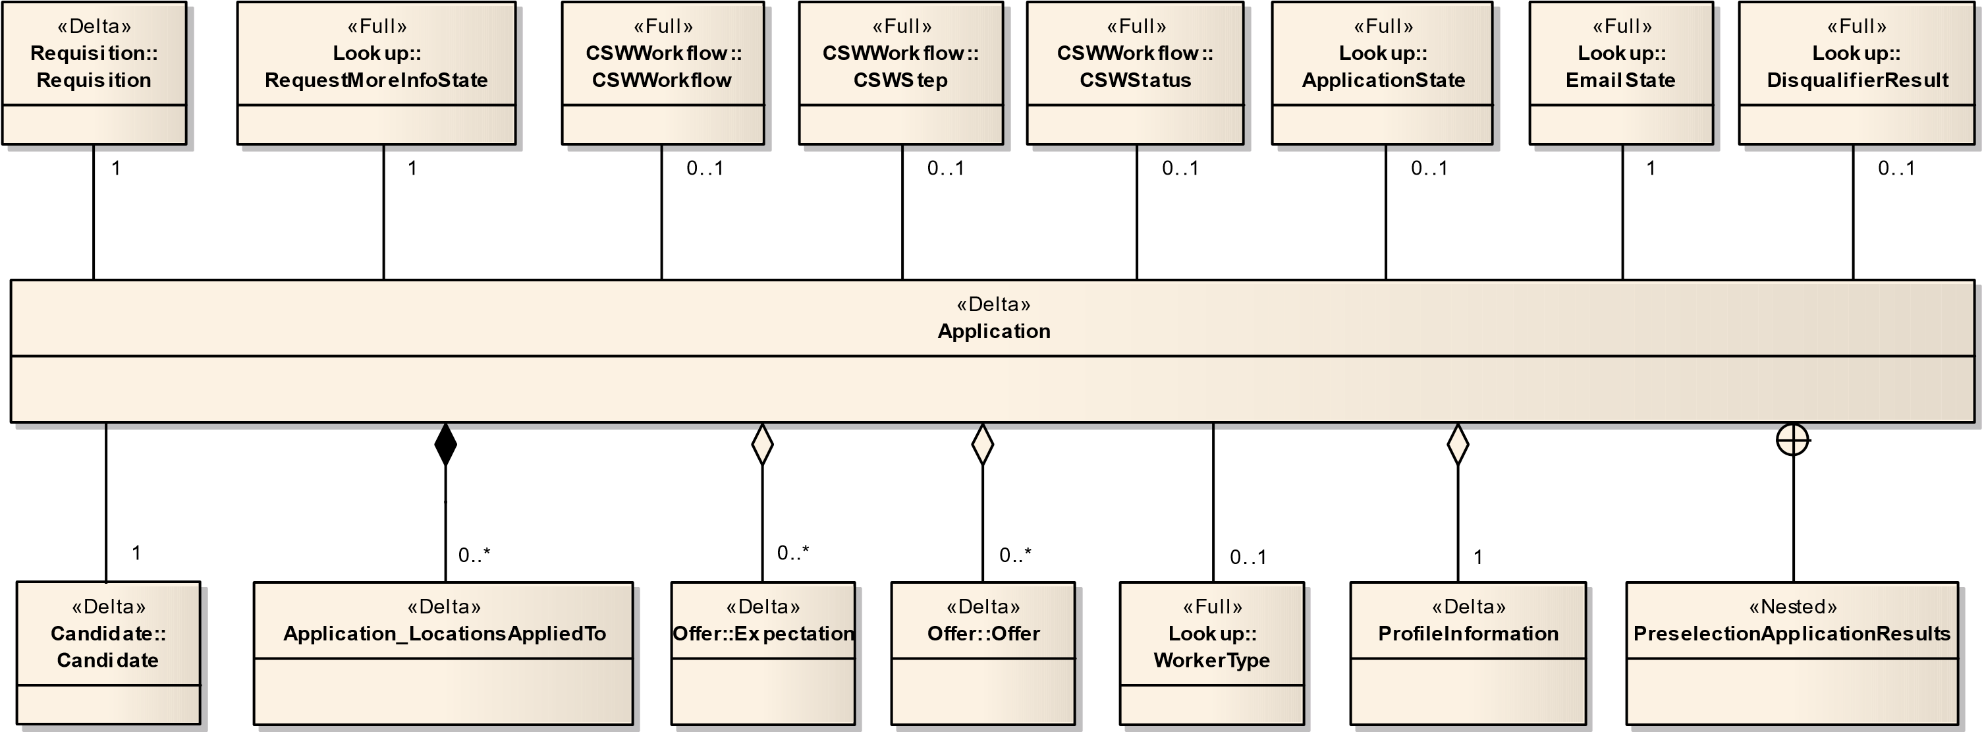 «Delta»
Requisition::
Requisition
«Full»
Lookup::
RequestMoreInfoState
«Full»
CSWWorkflow::
CSWWorkflow
«Full»
CSWWorkflow::
CSWStep
«Full»
CSWWorkflow::
CSWStatus
«Full»
Lookup::
ApplicationState
«Full»
Lookup::
EmailState
«Full»
Lookup::
DisqualifierResult
1
1
0..1
0..1
0..1
0..1
1
0..1
«Delta»
Application
1
0..*
0..*
0..*
0..1
1
«Delta»
Candidate::
Candidate
«Delta»
Application_LocationsAppliedTo
«Delta»
Offer::Expectation
«Delta»
Offer::Offer
«Full»
Lookup::
WorkerType
«Delta»
ProfileInformation
«Nested»
PreselectionApplicationResults